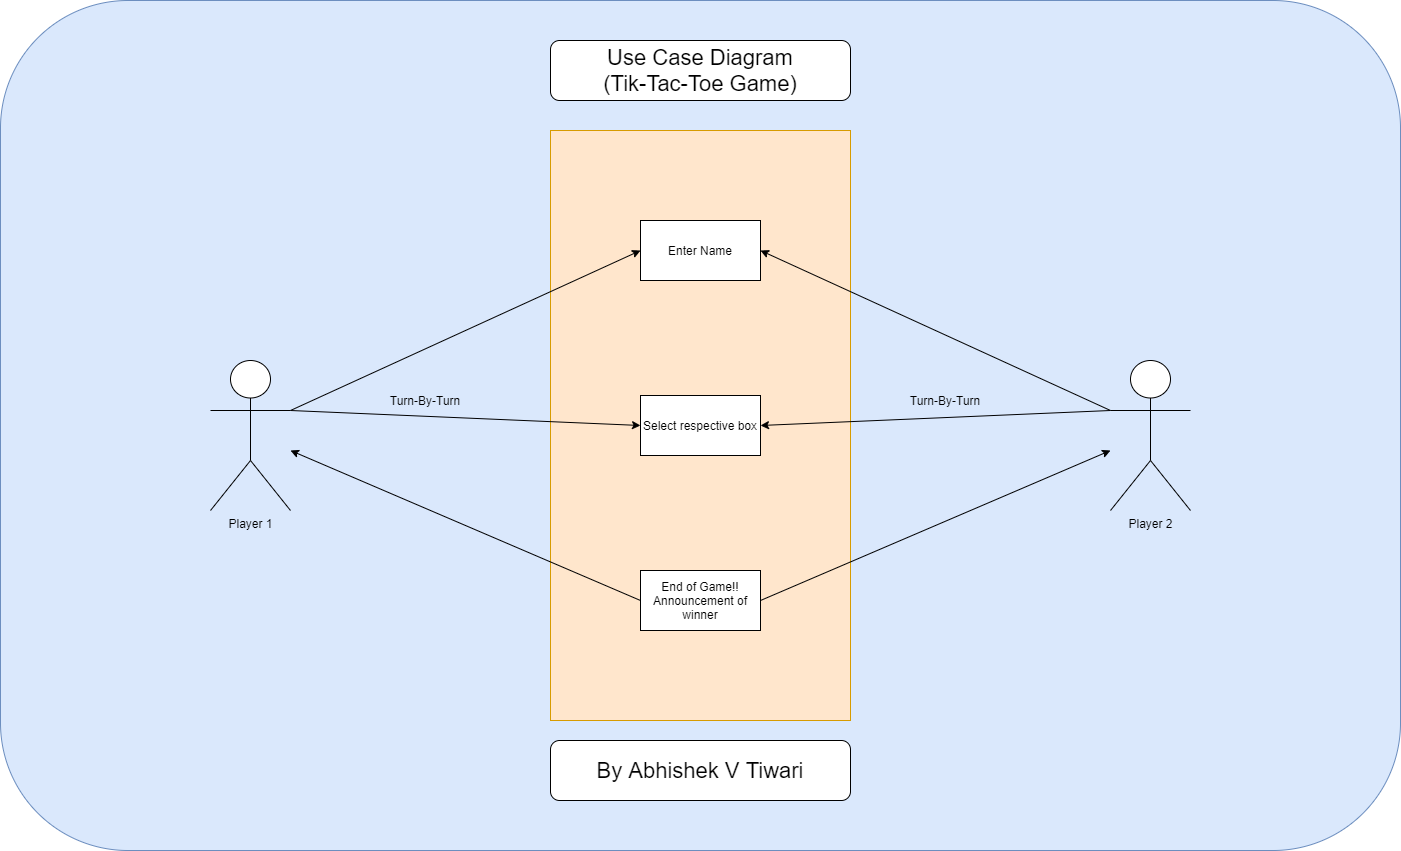 Use Case Diagram
(Tik-Tac-Toe Game)
Enter Name
Turn-By-Turn
Turn-By-Turn
Select respective box
Player 1
Player 2
End of Game!!
Announcement of
winner
By Abhishek V Tiwari